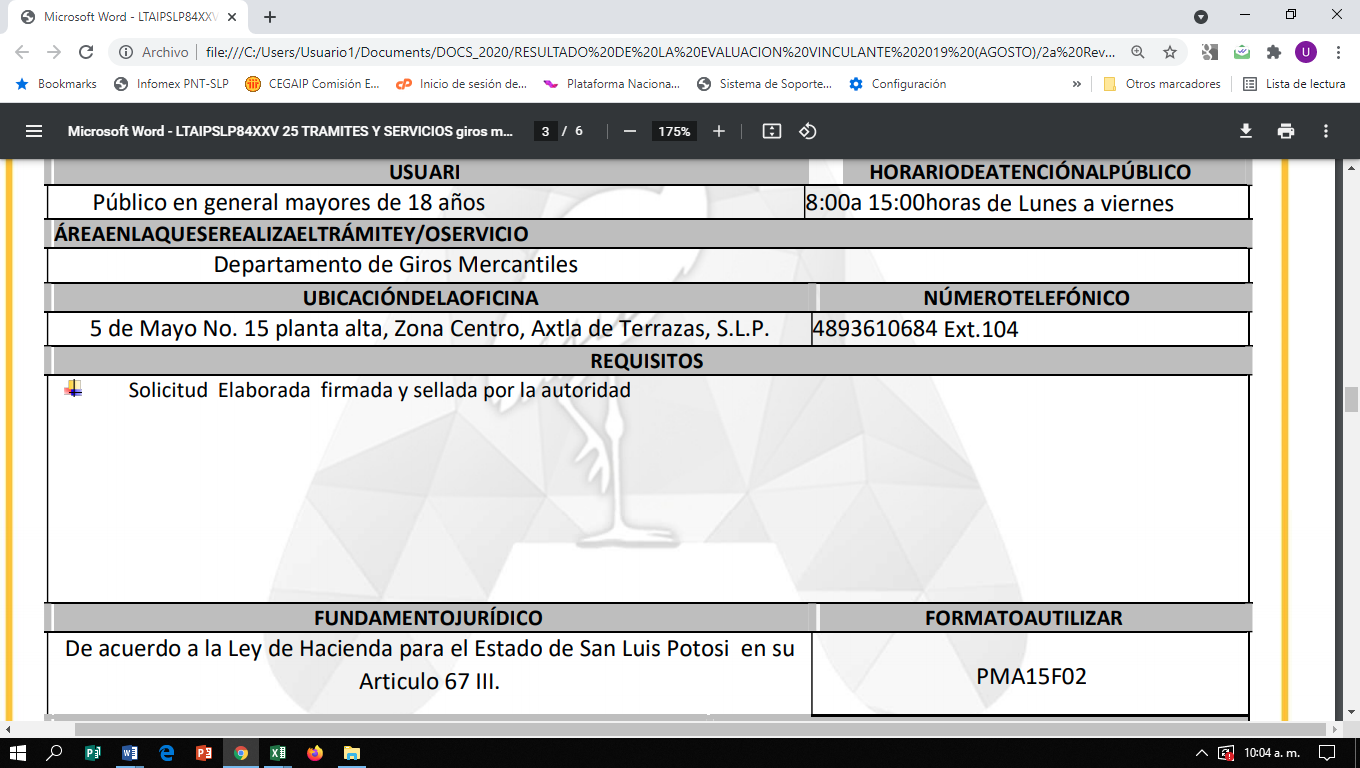 Microsoft Word - LTAIPSLP84XXV
Archivo
file:///C:/Users/Usuario1/Documents/DOCS_2020/RESULTADO%20DE%20LA%20EVALUACION%20VINCULANTE%202019%20(AGOSTO)/2a%20Rev...
U
Bookmarks Infomex PNT-SLP CEGAIP Comisión E... Inicio de sesión de... Plataforma Naciona... Sistema de Soporte... Configuración » Otros marcadores Lista de lectura
Microsoft Word - LTAIPSLP84XXV 25 TRAMITES Y SERVICIOS giros m... 3 / 6 175%
USUARI HORARIODEATENCIÓNALPÚBLICO
Público en general mayores de 18 años 8:00a 15:00horas de Lunes a viernes
ÁREAENLAQUESEREALIZAELTRÁMITEY/OSERVICIO
Departamento de Giros Mercantiles
UBICACIÓNDELAOFICINA NÚMEROTELEFÓNICO
5 de Mayo No. 15 planta alta, Zona Centro, Axtla de Terrazas, S.L.P. 4893610684 Ext.104
REQUISITOS
Solicitud Elaborada firmada y sellada por la autoridad
FUNDAMENTOJURÍDICO FORMATOAUTILIZAR
De acuerdo a la Ley de Hacienda para el Estado de San Luis Potosi en su
Articulo 67 III.
PMA15F02
10:04 a. m.